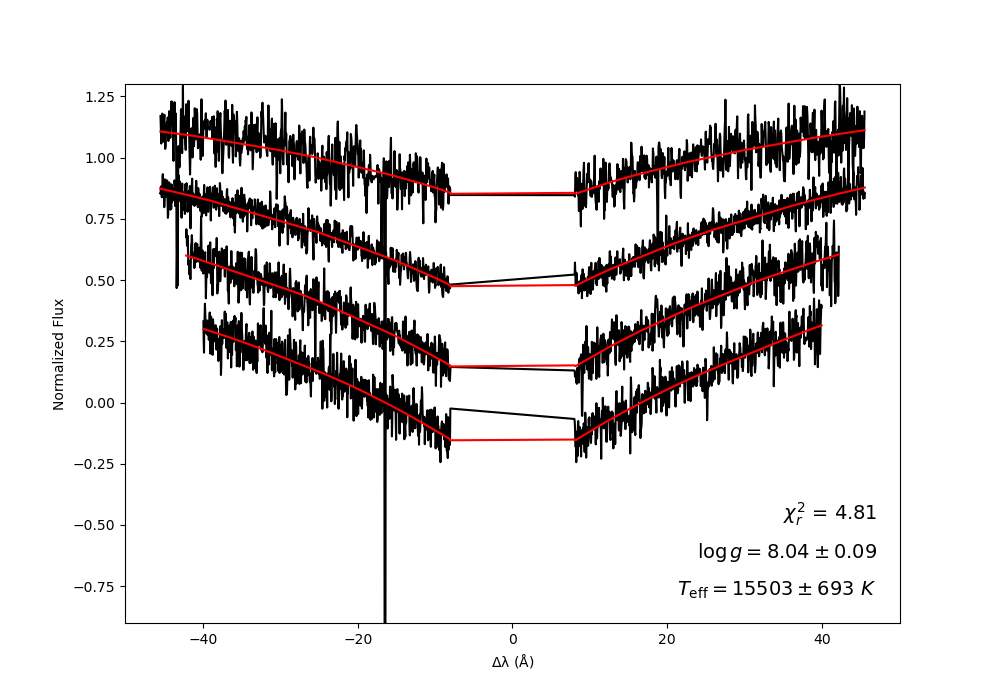 1.25
1.00
0.75
0.50
0.25
0.00
−0.25
−0.50
−0.75
Normalized Flux
χ²ᵣ = 4.81
log g = 8.04 ± 0.09
T_eff = 15503 ± 693 K
−40 −20 0 20 40
Δλ (Å)